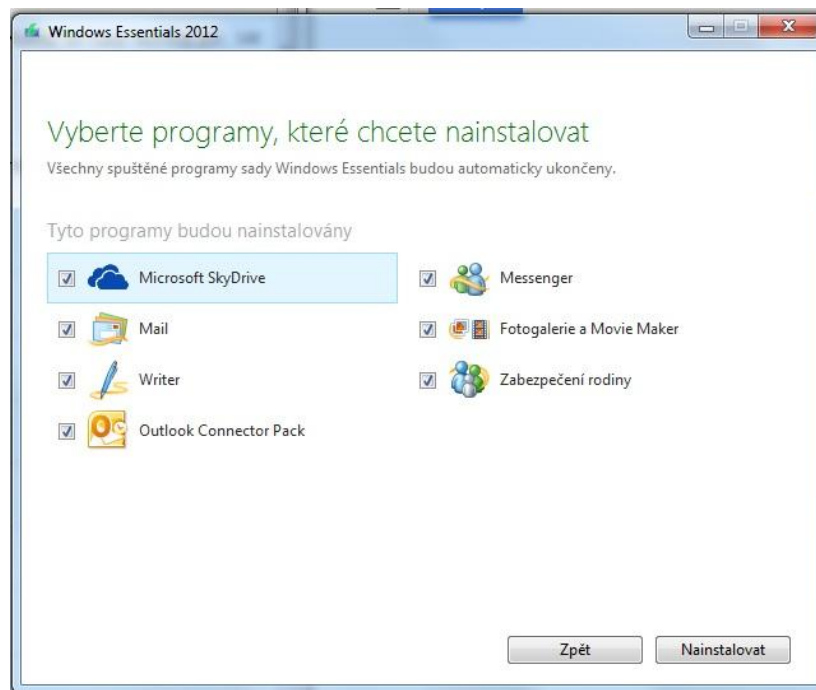 Windows Essentials 2012
Vyberte programy, které chcete nainstalovat
Všechny spuštěné programy sady Windows Essentials budou automaticky ukončeny.
Tyto programy budou nainstalovány
Microsoft SkyDrive
Messenger
Mail
Fotogalerie a Movie Maker
Writer
Zabezpečení rodiny
Outlook Connector Pack
Zpět
Nainstalovat